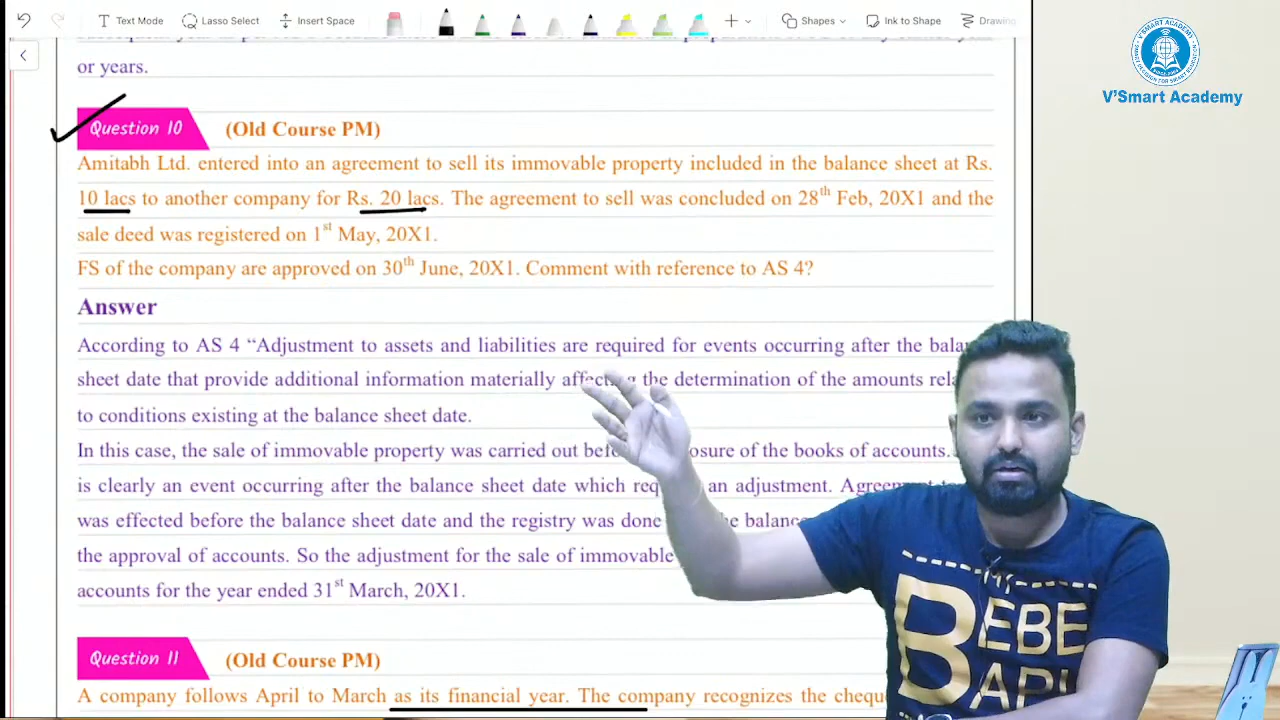 Text Mode Lasso Select Insert Space Shapes Ink to Shape Drawing
V'Smart Academy
or years.
Question 10 (Old Course PM)
Amitabh Ltd. entered into an agreement to sell its immovable property included in the balance sheet at Rs.
10 lacs to another company for Rs. 20 lacs. The agreement to sell was concluded on 28th Feb, 20X1 and the
sale deed was registered on 1st May, 20X1.
FS of the company are approved on 30th June, 20X1. Comment with reference to AS 4?
Answer
According to AS 4 “Adjustment to assets and liabilities are required for events occurring after the
sheet date that provide additional information materially affecting the determination of the amounts
to conditions existing at the balance sheet date.
In this case, the sale of immovable property was carried out of the books of accounts.
is clearly an event occurring after the balance sheet date which an adjustment.
was effected before the balance sheet date and the registry was done
the approval of accounts. So the adjustment for the sale of immovable
accounts for the year ended 31st March, 20X1.
MY
BEBE
BAPI
Question 11 (Old Course PM)
A company follows April to March as its financial year. The company recognizes the